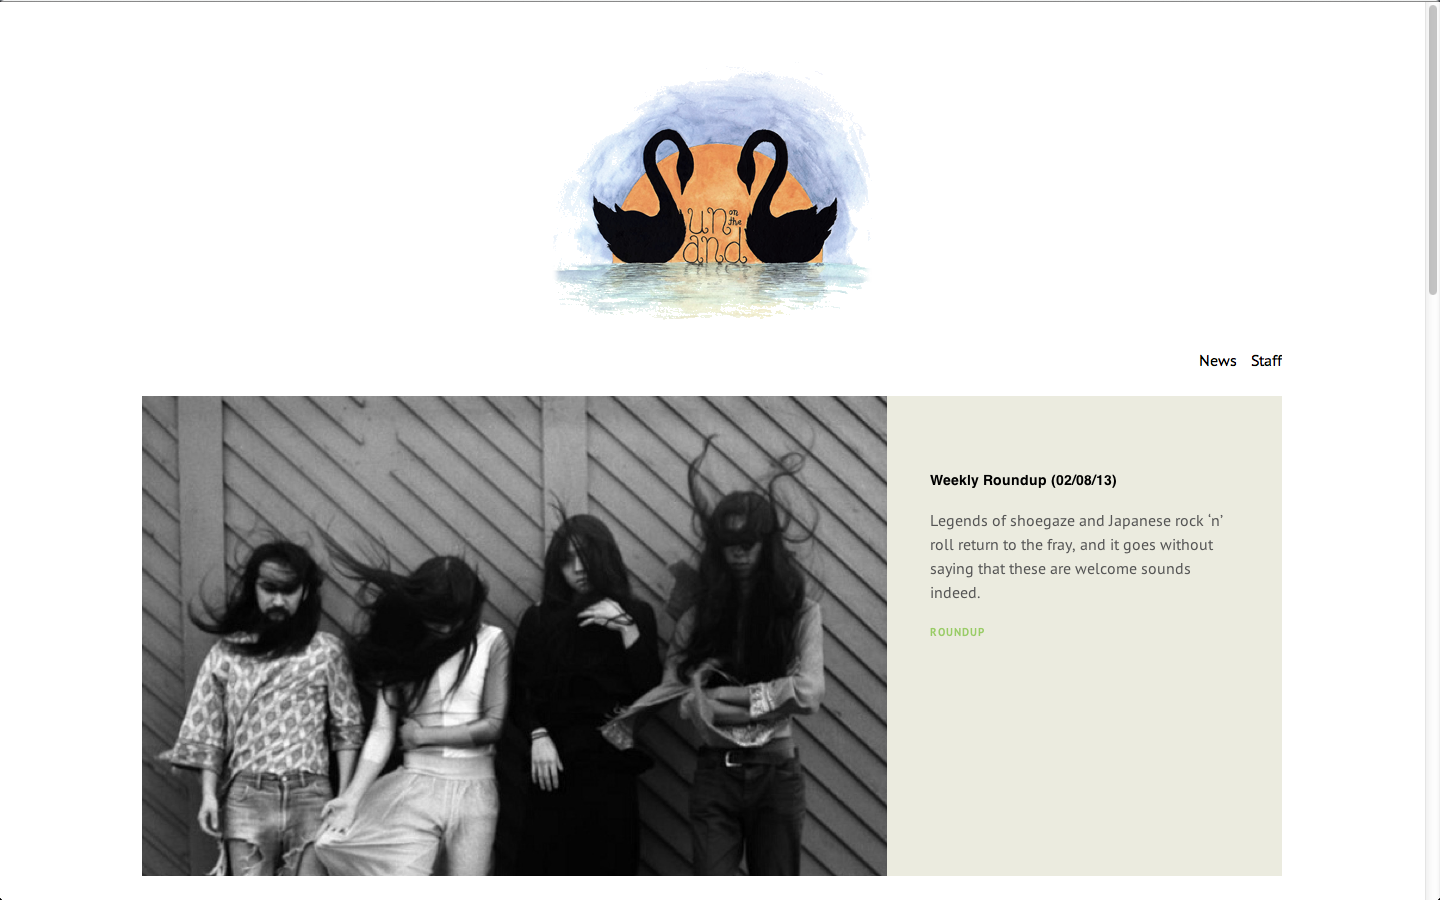 un on the
and
News Staff
Weekly Roundup (02/08/13)
Legends of shoegaze and Japanese rock ‘n’
roll return to the fray, and it goes without
saying that these are welcome sounds
indeed.
ROUNDUP